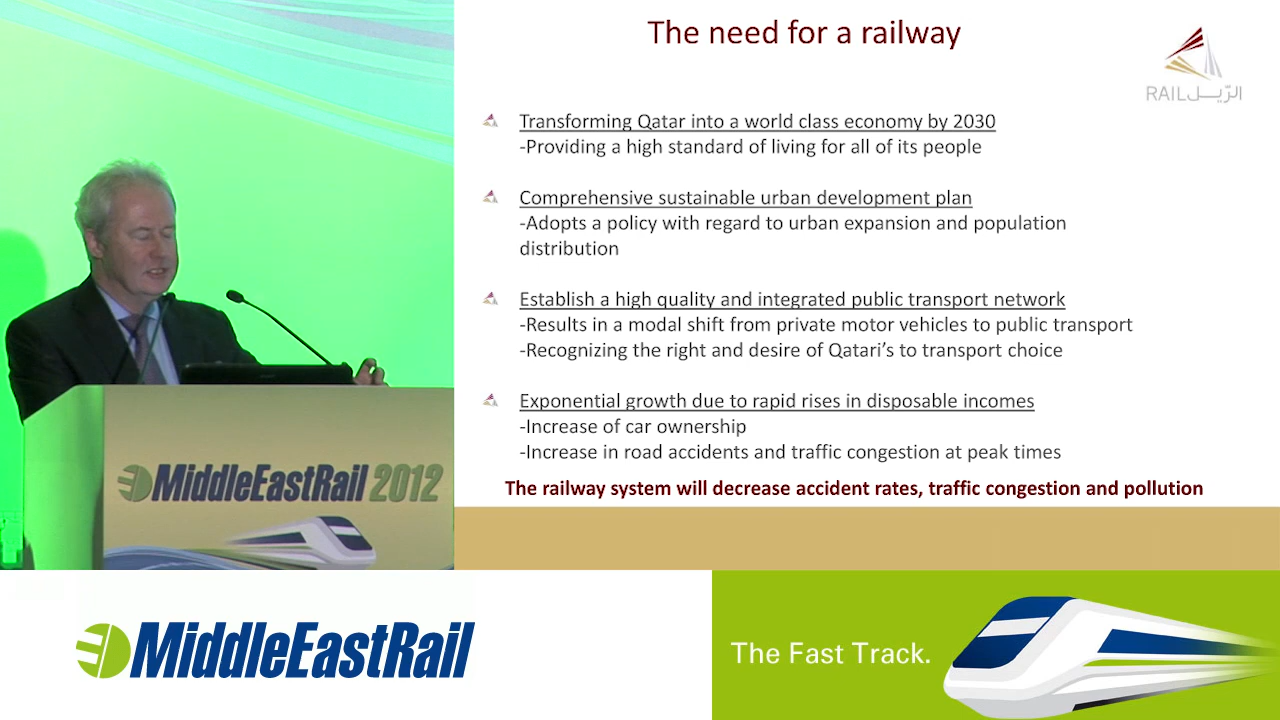 The need for a railway
RAIL الريل
Transforming Qatar into a world class economy by 2030
-Providing a high standard of living for all of its people
Comprehensive sustainable urban development plan
-Adopts a policy with regard to urban expansion and population
distribution
Establish a high quality and integrated public transport network
-Results in a modal shift from private motor vehicles to public transport
-Recognizing the right and desire of Qatari's to transport choice
Exponential growth due to rapid rises in disposable incomes
-Increase of car ownership
-Increase in road accidents and traffic congestion at peak times
The railway system will decrease accident rates, traffic congestion and pollution
MiddleEastRail 2012
MiddleEastRail
The Fast Track.